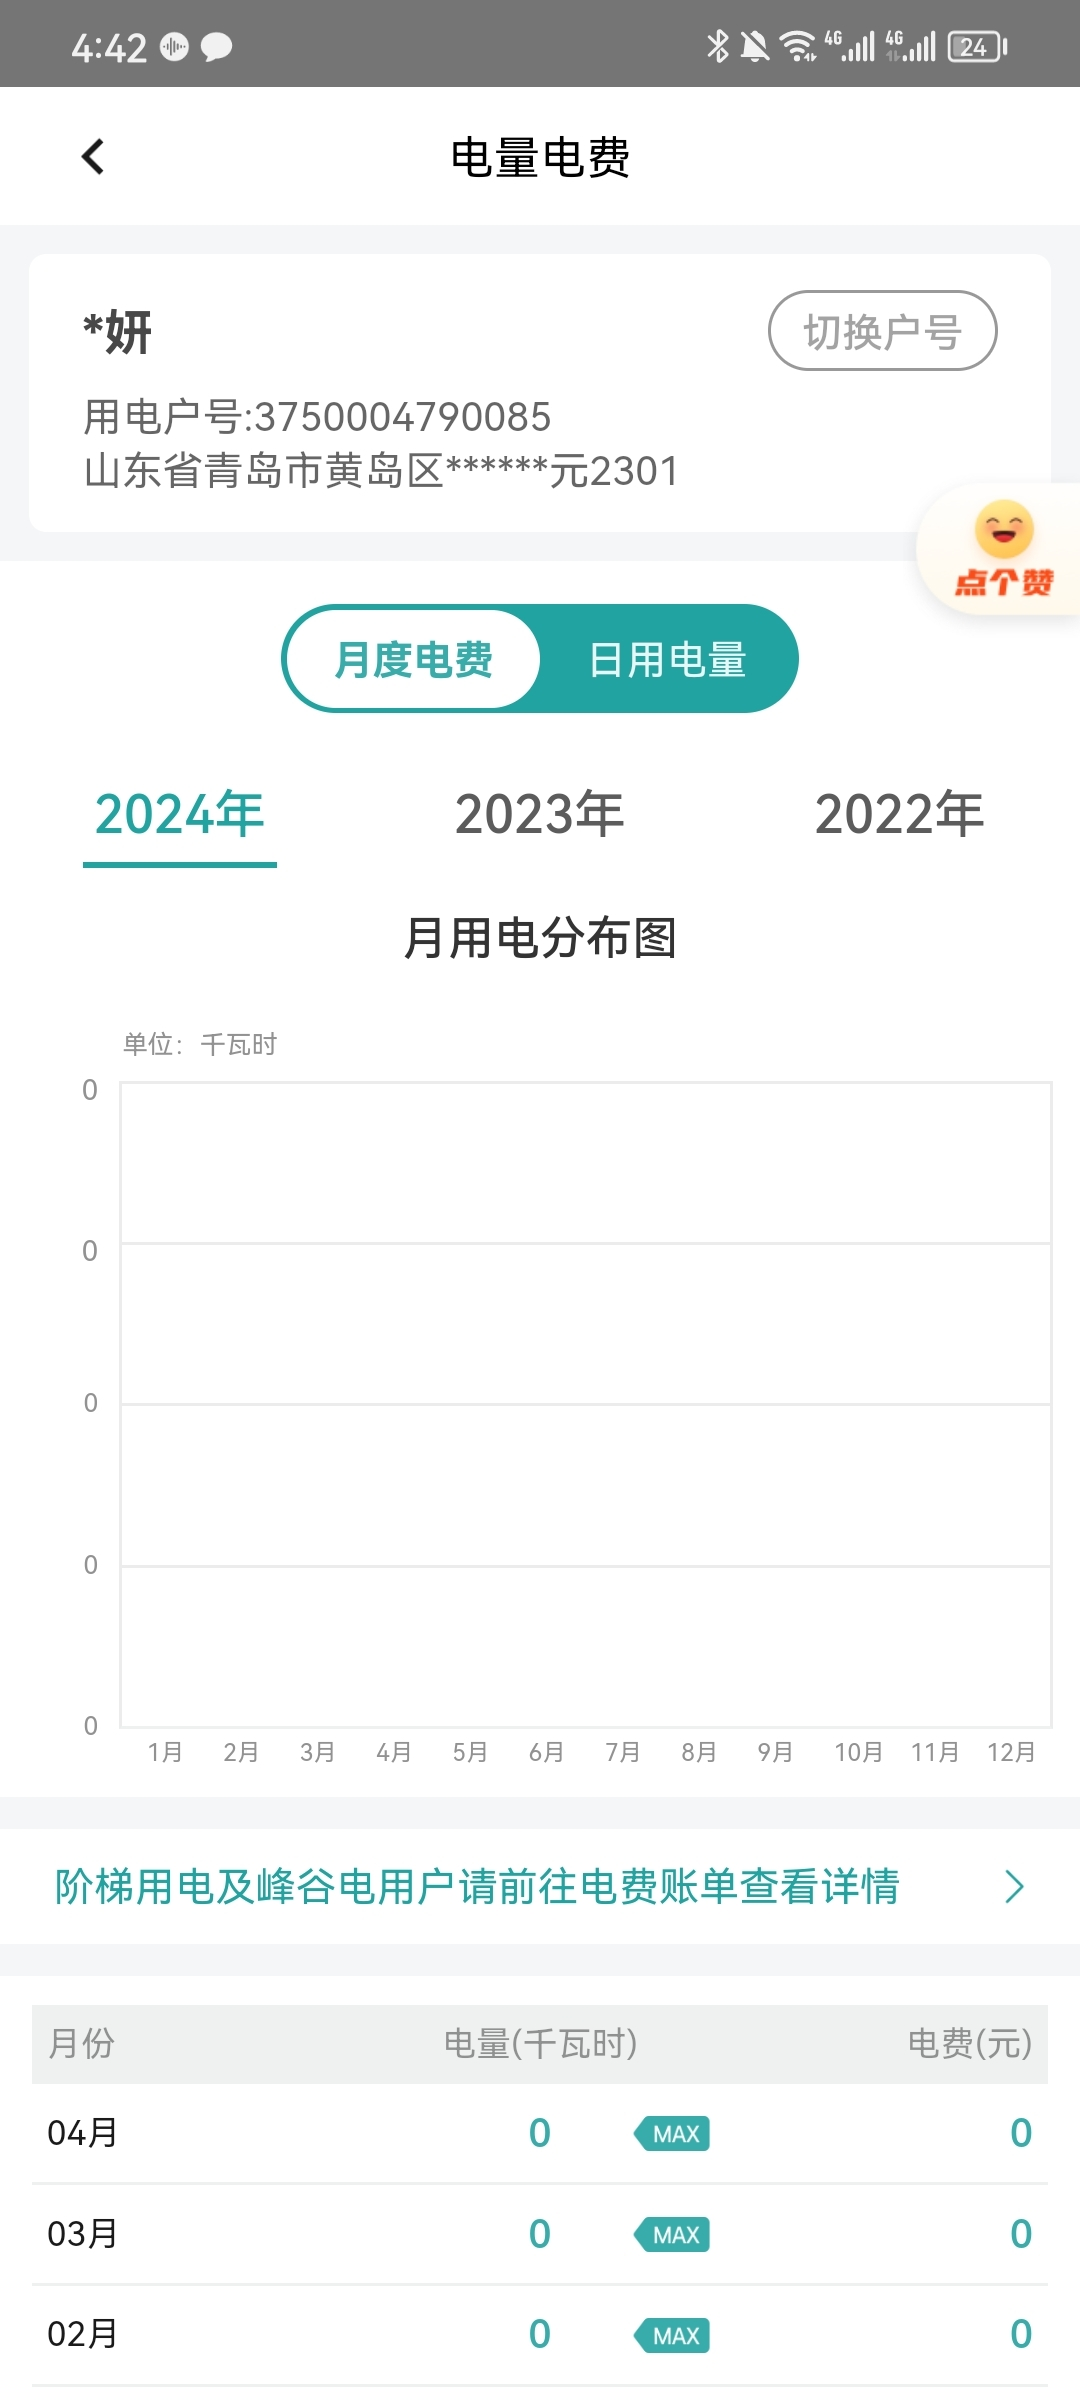 4:42 4G 4G 24
电量电费
*妍 切换户号
用电户号:3750004790085
山东省青岛市黄岛区******元2301
点个赞
月度电费 日用电量
2024年 2023年 2022年
月用电分布图
单位：千瓦时
0
0
0
0
0
1月 2月 3月 4月 5月 6月 7月 8月 9月 10月 11月 12月
阶梯用电及峰谷电用户请前往电费账单查看详情
月份 电量(千瓦时) 电费(元)
04月 0 MAX 0
03月 0 MAX 0
02月 0 MAX 0